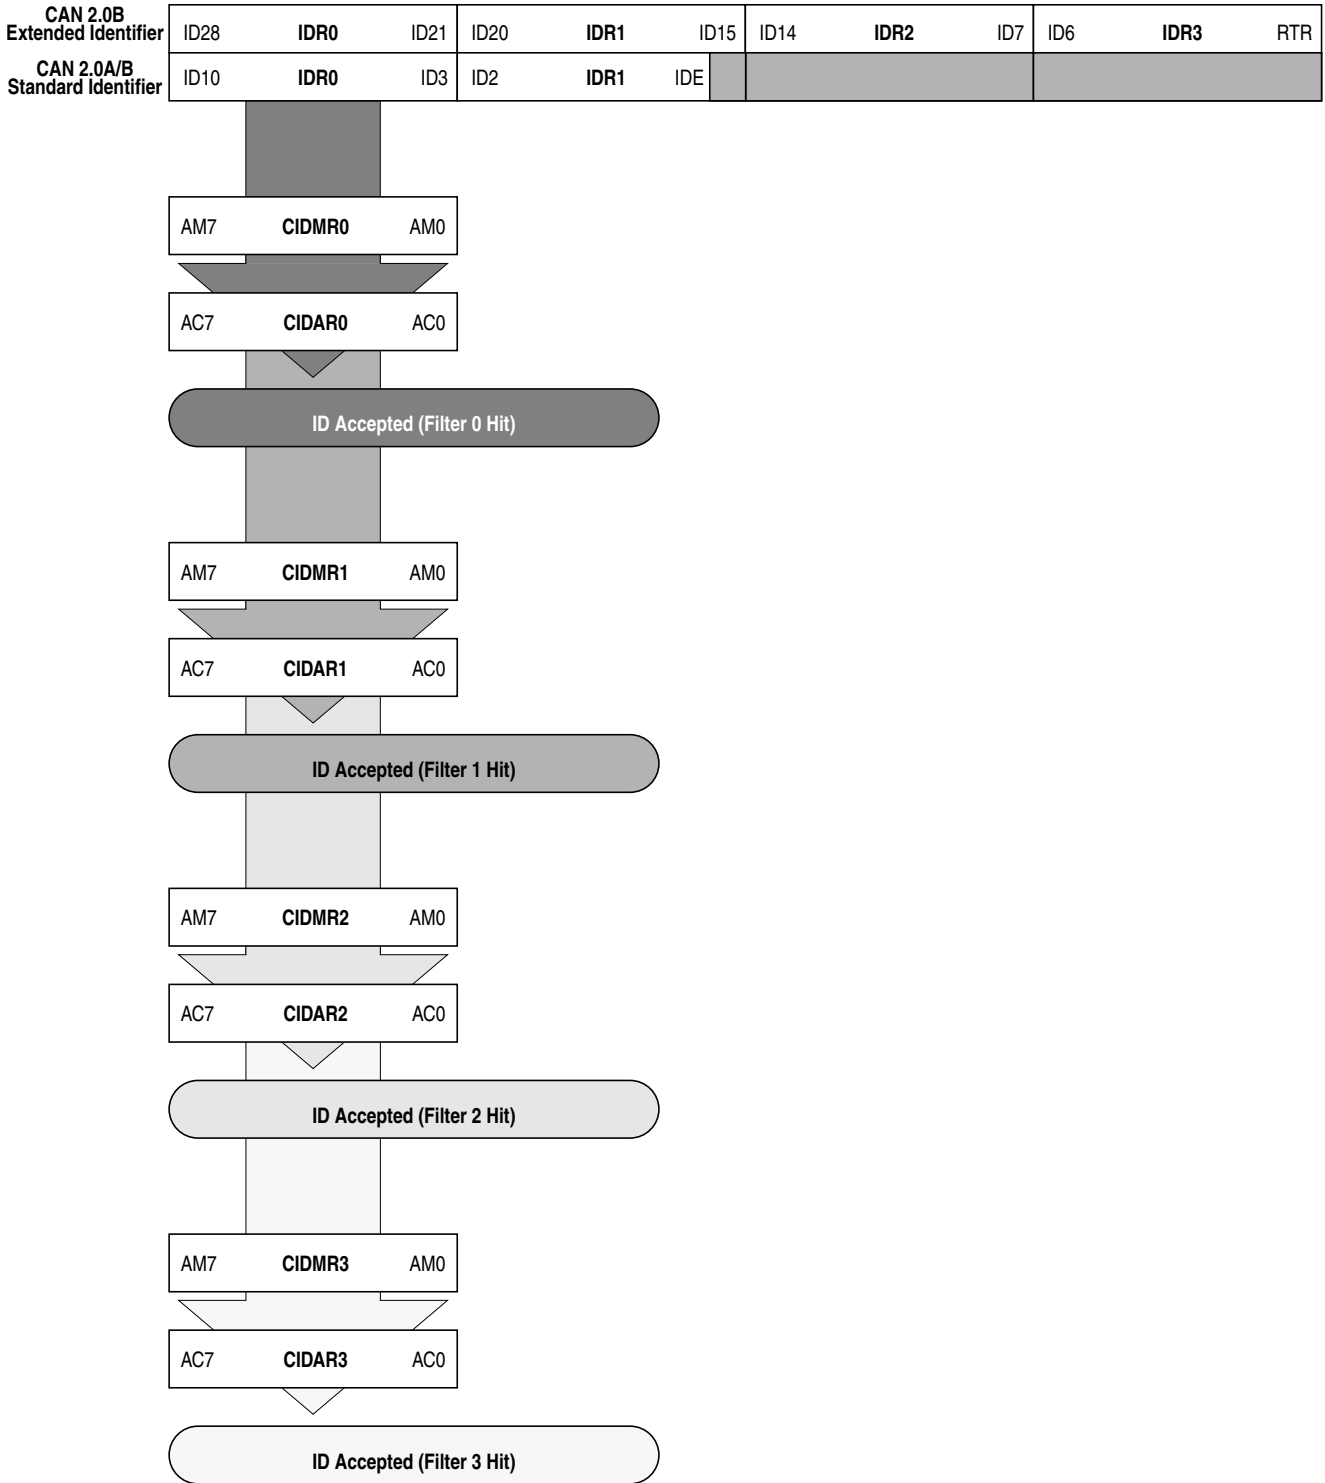 CAN 2.0B
Extended Identifier ID28 IDR0 ID21 ID20 IDR1 ID15 ID14 IDR2 ID7 ID6 IDR3 RTR
CAN 2.0A/B
Standard Identifier ID10 IDR0 ID3 ID2 IDR1 IDE
AM7 CIDMR0 AM0
AC7 CIDAR0 AC0
ID Accepted (Filter 0 Hit)
AM7 CIDMR1 AM0
AC7 CIDAR1 AC0
ID Accepted (Filter 1 Hit)
AM7 CIDMR2 AM0
AC7 CIDAR2 AC0
ID Accepted (Filter 2 Hit)
AM7 CIDMR3 AM0
AC7 CIDAR3 AC0
ID Accepted (Filter 3 Hit)